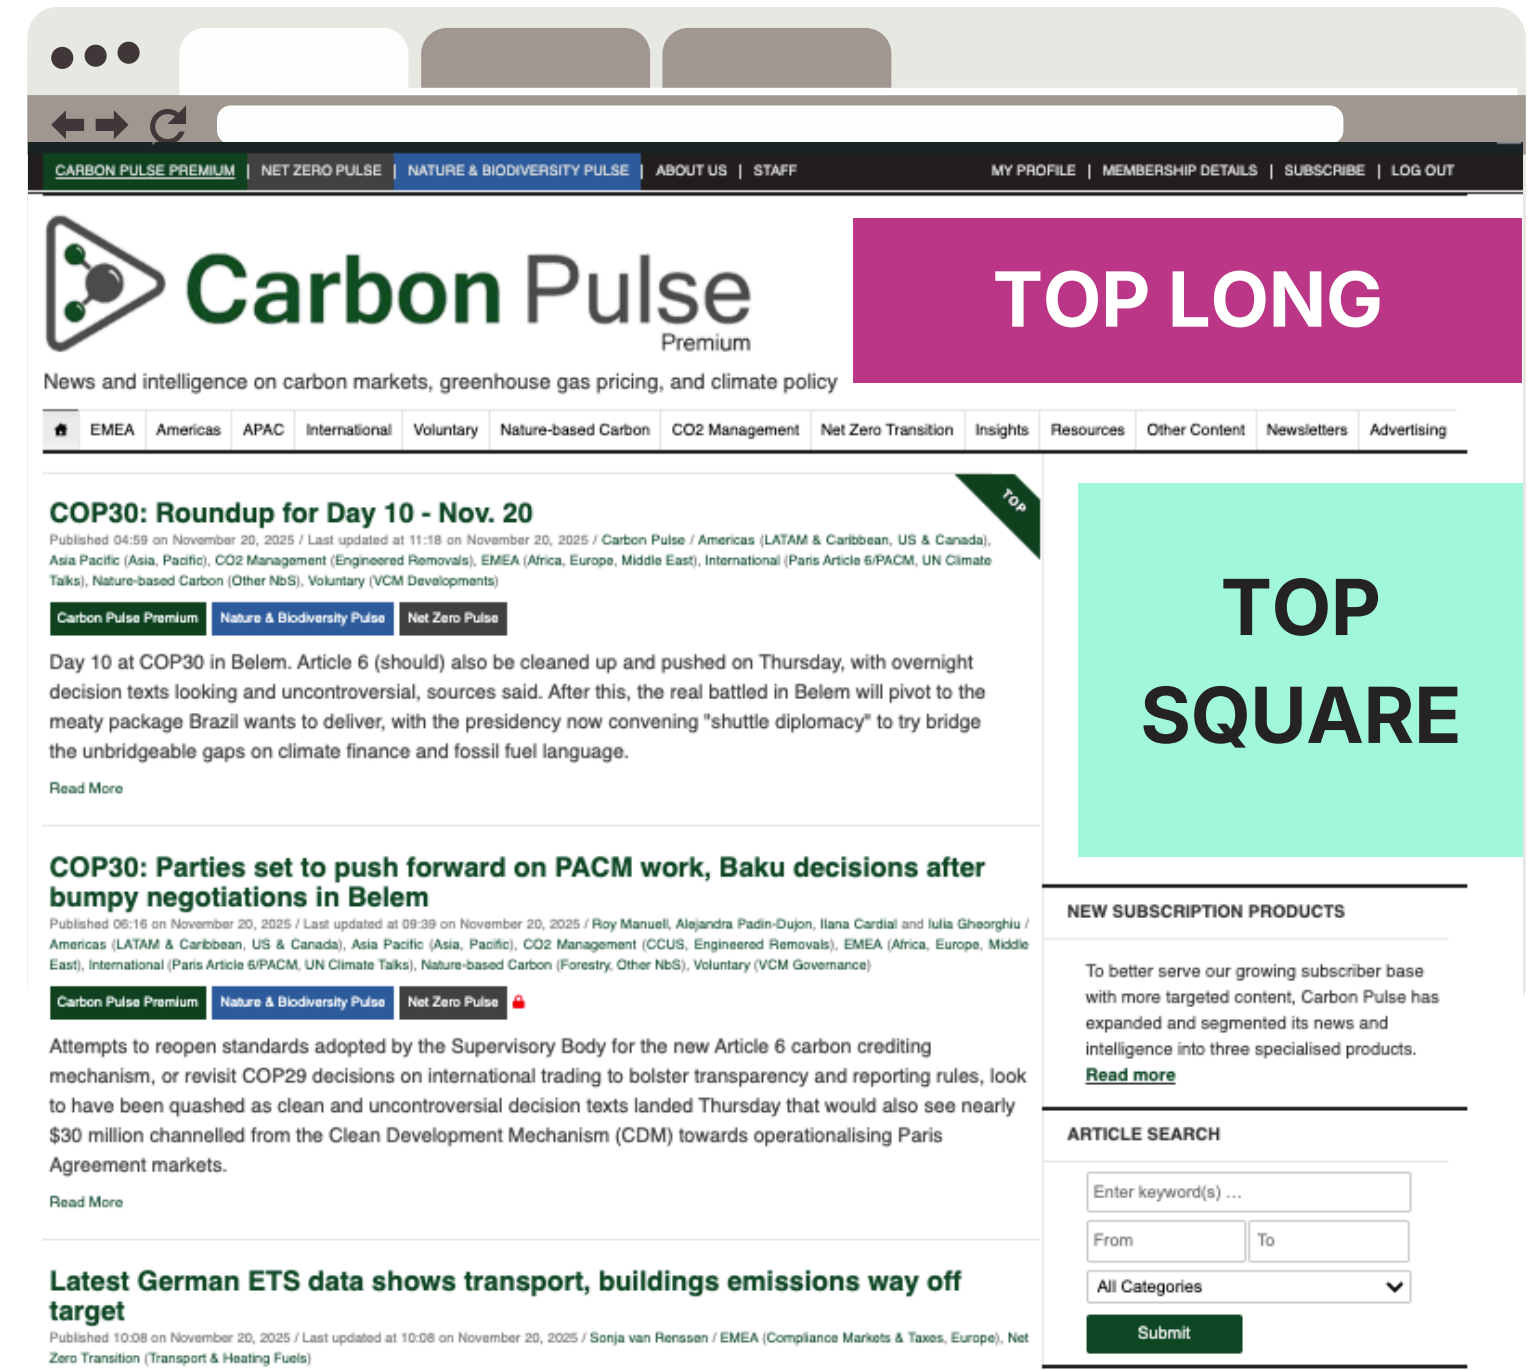 CARBON PULSE PREMIUM | NET ZERO PULSE | NATURE & BIODIVERSITY PULSE | ABOUT US | STAFF
MY PROFILE | MEMBERSHIP DETAILS | SUBSCRIBE | LOG OUT
Carbon Pulse
Premium
News and intelligence on carbon markets, greenhouse gas pricing, and climate policy
TOP LONG
EMEA Americas APAC International Voluntary Nature-based Carbon CO2 Management Net Zero Transition Insights Resources Other Content Newsletters Advertising
TOP
COP30: Roundup for Day 10 - Nov. 20
Published 04:59 on November 20, 2025 / Last updated at 11:18 on November 20, 2025 / Carbon Pulse / Americas (LATAM & Caribbean, US & Canada),
Asia Pacific (Asia, Pacific), CO2 Management (Engineered Removals), EMEA (Africa, Europe, Middle East), International (Paris Article 6/PACM, UN Climate
Talks), Nature-based Carbon (Other NbS), Voluntary (VCM Developments)
Carbon Pulse Premium Nature & Biodiversity Pulse Net Zero Pulse
Day 10 at COP30 in Belem. Article 6 (should) also be cleaned up and pushed on Thursday, with overnight
decision texts looking and uncontroversial, sources said. After this, the real battled in Belem will pivot to the
meaty package Brazil wants to deliver, with the presidency now convening "shuttle diplomacy" to try bridge
the unbridgeable gaps on climate finance and fossil fuel language.
Read More
COP30: Parties set to push forward on PACM work, Baku decisions after
bumpy negotiations in Belem
Published 06:16 on November 20, 2025 / Last updated at 09:39 on November 20, 2025 / Roy Manuell, Alejandra Padin-Dujon, Ilana Cardial and Iulia Gheorghiu /
Americas (LATAM & Caribbean, US & Canada), Asia Pacific (Asia, Pacific), CO2 Management (CCUS, Engineered Removals), EMEA (Africa, Europe, Middle
East), International (Paris Article 6/PACM, UN Climate Talks), Nature-based Carbon (Forestry, Other NbS), Voluntary (VCM Governance)
Carbon Pulse Premium Nature & Biodiversity Pulse Net Zero Pulse
Attempts to reopen standards adopted by the Supervisory Body for the new Article 6 carbon crediting
mechanism, or revisit COP29 decisions on international trading to bolster transparency and reporting rules, look
to have been quashed as clean and uncontroversial decision texts landed Thursday that would also see nearly
$30 million channelled from the Clean Development Mechanism (CDM) towards operationalising Paris
Agreement markets.
Read More
Latest German ETS data shows transport, buildings emissions way off
target
Published 10:08 on November 20, 2025 / Last updated at 10:08 on November 20, 2025 / Sonja van Renssen / EMEA (Compliance Markets & Taxes, Europe), Net
Zero Transition (Transport & Heating Fuels)
TOP
SQUARE
NEW SUBSCRIPTION PRODUCTS
To better serve our growing subscriber base
with more targeted content, Carbon Pulse has
expanded and segmented its news and
intelligence into three specialised products.
Read more
ARTICLE SEARCH
Enter keyword(s) ...
From To
All Categories
Submit